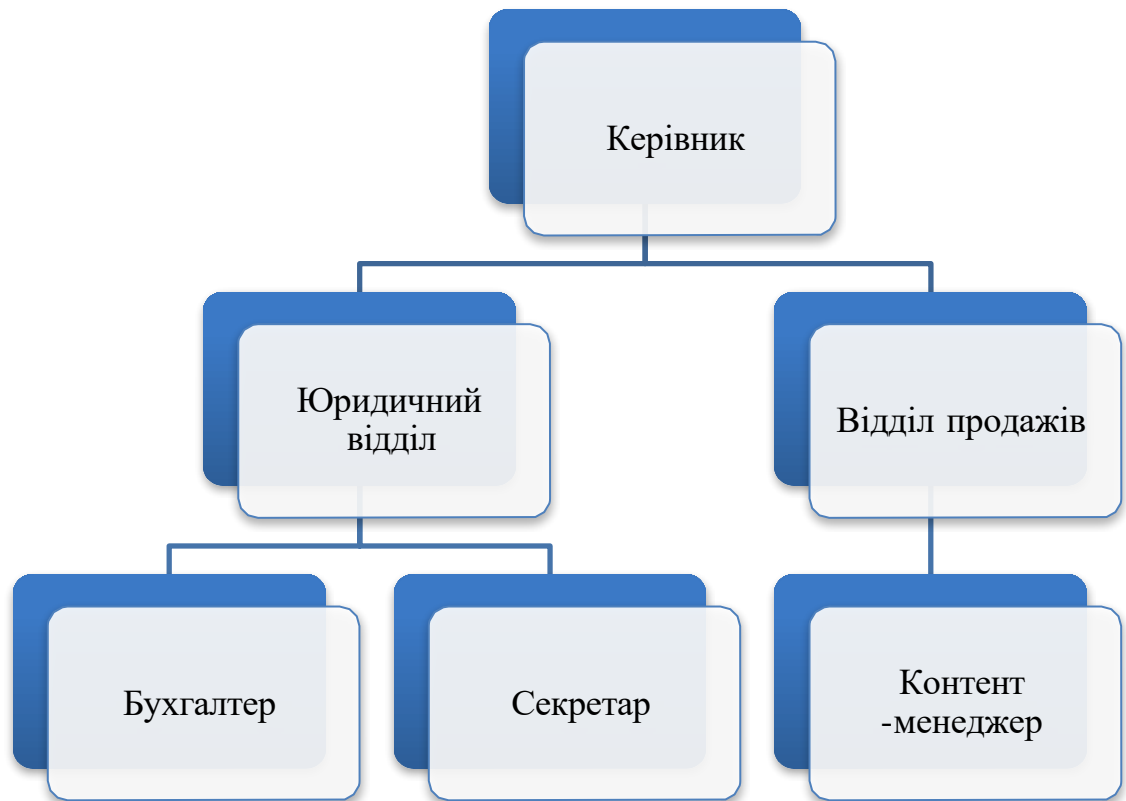 Керівник
Юридичний
відділ
Відділ продажів
Бухгалтер
Секретар
Контент
-менеджер